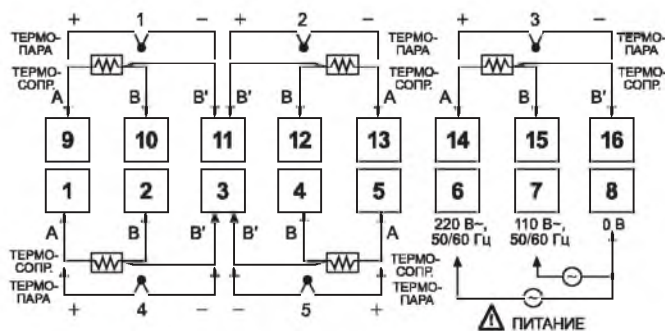 + 1 − − 2 + + 3 −
ТЕРМО-
ПАРА
ТЕРМО-
ПАРА
ТЕРМО-
ПАРА
ТЕРМО-
СОПР.
ТЕРМО-
СОПР.
ТЕРМО-
СОПР.
A B B' B' B A A B B'
9 10 11 12 13 14 15 16
1 2 3 4 5 6 7 8
A B B' B' B A
220 В~,
50/60 Гц
110 В~,
50/60 Гц
0 В
ТЕРМО-
СОПР.
ТЕРМО-
СОПР.
ТЕРМО-
ПАРА
ТЕРМО-
ПАРА
+ 4 − − 5 +
~
~
! ПИТАНИЕ